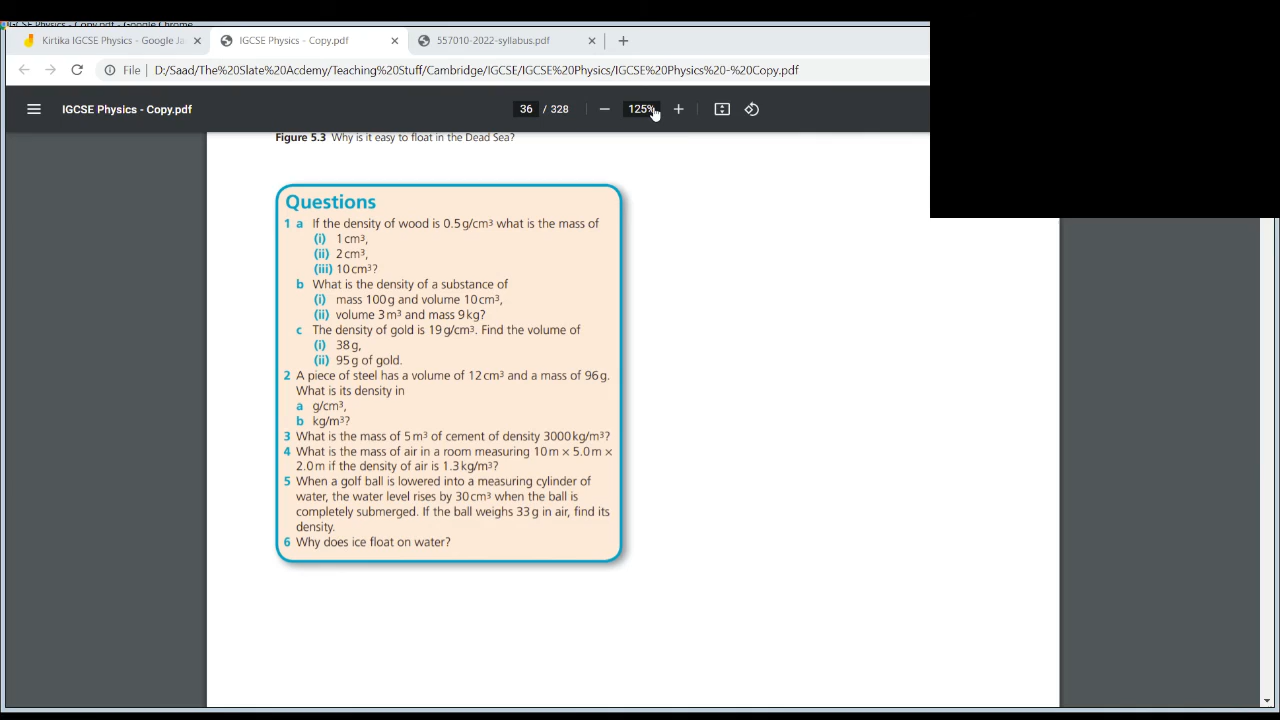 Kirtika IGCSE Physics - Google Ja
IGCSE Physics - Copy.pdf
557010-2022-syllabus.pdf
File D:/Saad/The%20Slate%20Acdemy/Teaching%20Stuff/Cambridge/IGCSE/IGCSE%20Physics/IGCSE%20Physics%20-%20Copy.pdf
IGCSE Physics - Copy.pdf
36 / 328
125%
Figure 5.3 Why is it easy to float in the Dead Sea?
Questions
1 a If the density of wood is 0.5 g/cm³ what is the mass of
(i) 1 cm³,
(ii) 2 cm³,
(iii) 10 cm³?
b What is the density of a substance of
(i) mass 100 g and volume 10 cm³,
(ii) volume 3 m³ and mass 9 kg?
c The density of gold is 19 g/cm³. Find the volume of
(i) 38 g,
(ii) 95 g of gold.
2 A piece of steel has a volume of 12 cm³ and a mass of 96 g.
What is its density in
a g/cm³,
b kg/m³?
3 What is the mass of 5 m³ of cement of density 3000 kg/m³?
4 What is the mass of air in a room measuring 10 m × 5.0 m ×
2.0 m if the density of air is 1.3 kg/m³?
5 When a golf ball is lowered into a measuring cylinder of
water, the water level rises by 30 cm³ when the ball is
completely submerged. If the ball weighs 33 g in air, find its
density.
6 Why does ice float on water?